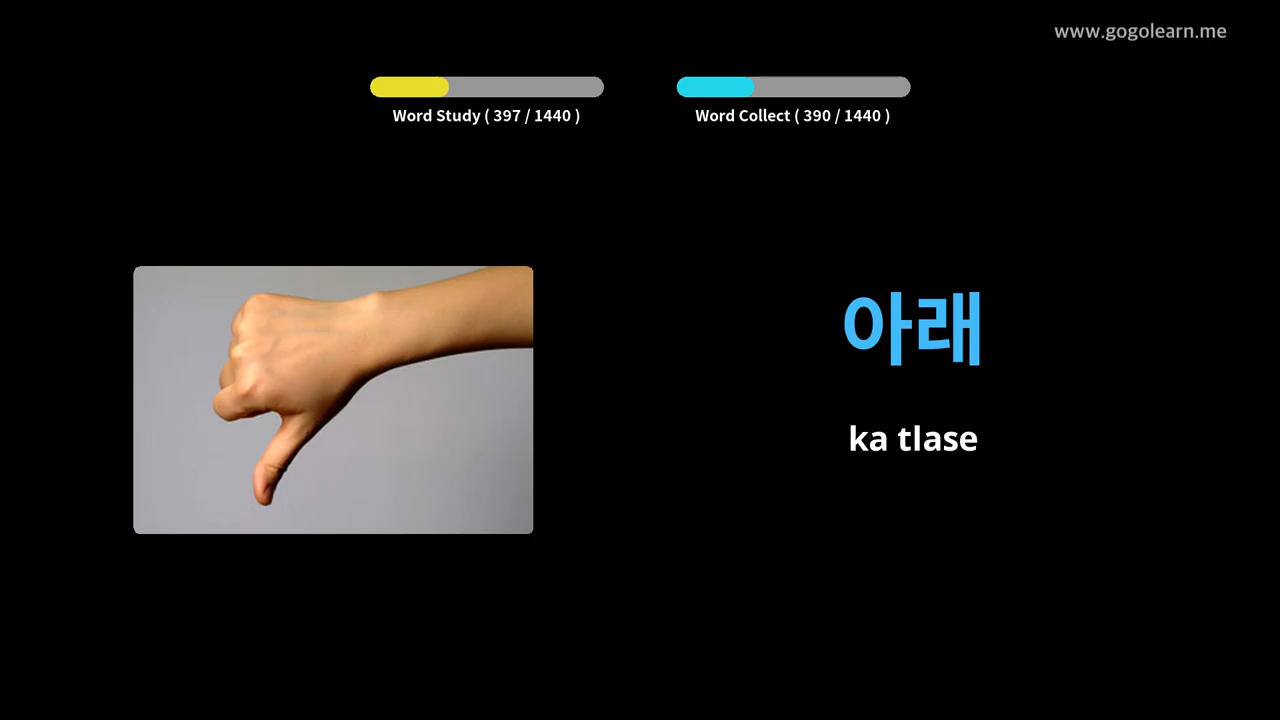 www.gogolearn.me
Word Study ( 397 / 1440 )
Word Collect ( 390 / 1440 )
아래
ka tlase